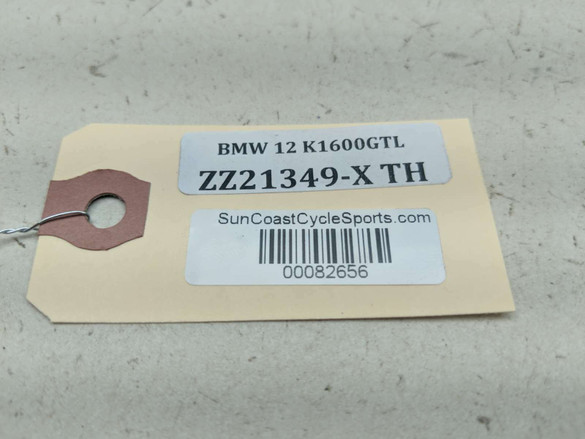 BMW 12 K1600GTL
ZZ21349-X TH
SunCoastCycleSports.com
00082656